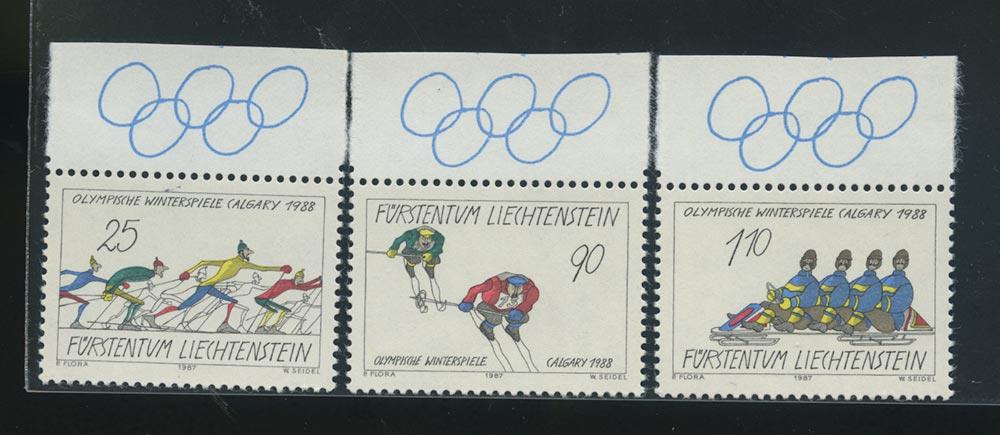 OLYMPISCHE WINTERSPIELE CALGARY 1988
25
FÜRSTENTUM LIECHTENSTEIN
P. FLORA 1987 W. SEIDEL
FÜRSTENTUM LIECHTENSTEIN
90
OLYMPISCHE WINTERSPIELE CALGARY 1988
P. FLORA 1987 W. SEIDEL
OLYMPISCHE WINTERSPIELE CALGARY 1988
110
FÜRSTENTUM LIECHTENSTEIN
P. FLORA 1987 W. SEIDEL